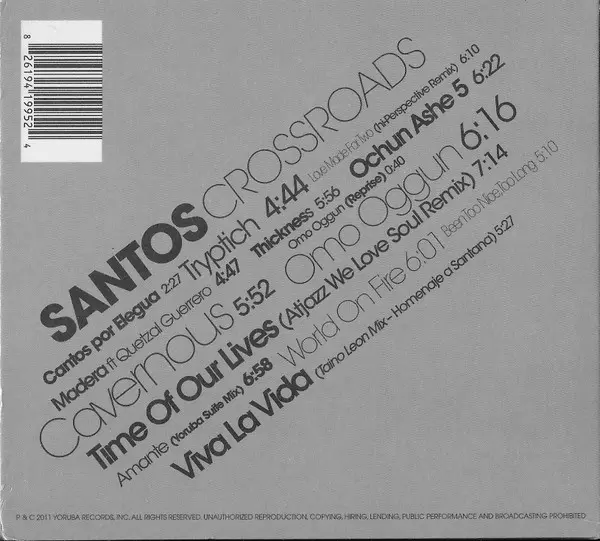 8 26194 19952 4
SANTOS CROSSROADS
Cantos por Elegua 2:27 Tryptich 4:44 Love Made For Two (hi-Perspective Remix) 6:10
Madera ft Quetzal Guerrero 4:47 Thickness 5:56 Ochun Ashe 5 6:22
Omo Oggun (Reprise) 0:40
Cavernous 5:52 Omo Oggun 6:16
Time Of Our Lives (Atjazz We Love Soul Remix) 7:14
Amante (Yoruba Suite Mix) 6:58 World On Fire 6:01 Been Too Nice, Too Long 5:10
Viva La Vida (Taino Leon Mix – Homenaje a Santana) 5:27
P & C 2011 YORUBA RECORDS, INC. ALL RIGHTS RESERVED. UNAUTHORIZED REPRODUCTION, COPYING, HIRING, LENDING, PUBLIC PERFORMANCE AND BROADCASTING PROHIBITED